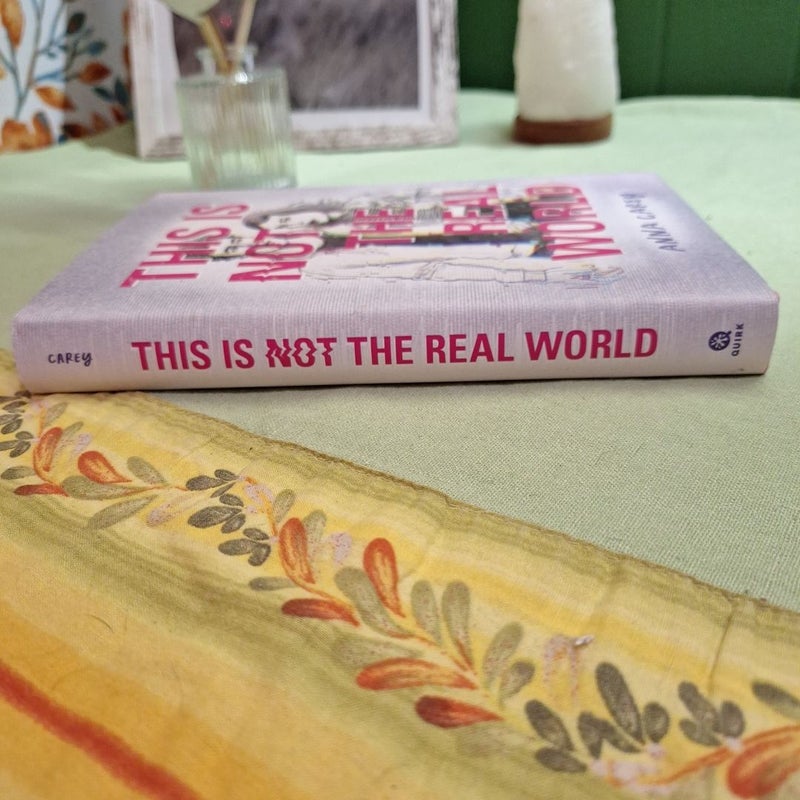 THIS IS
NOT
THE
REAL
WORLD
ANNA CAREY
CAREY
THIS IS NOT THE REAL WORLD
QUIRK